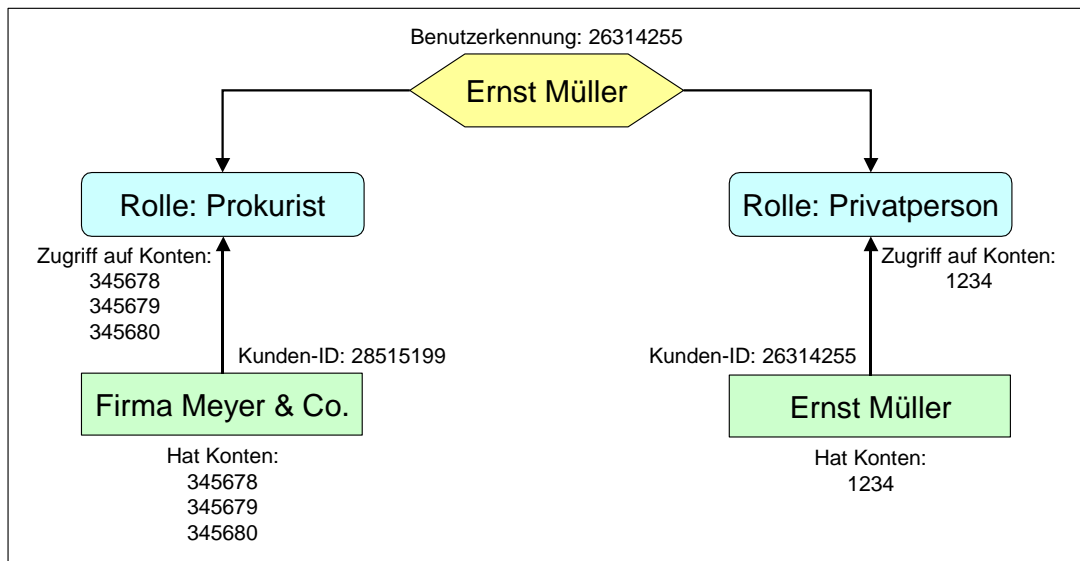 Benutzerkennung: 26314255
Ernst Müller
Rolle: Prokurist
Zugriff auf Konten:
345678
345679
345680
Kunden-ID: 28515199
Firma Meyer & Co.
Hat Konten:
345678
345679
345680
Rolle: Privatperson
Zugriff auf Konten:
1234
Kunden-ID: 26314255
Ernst Müller
Hat Konten:
1234